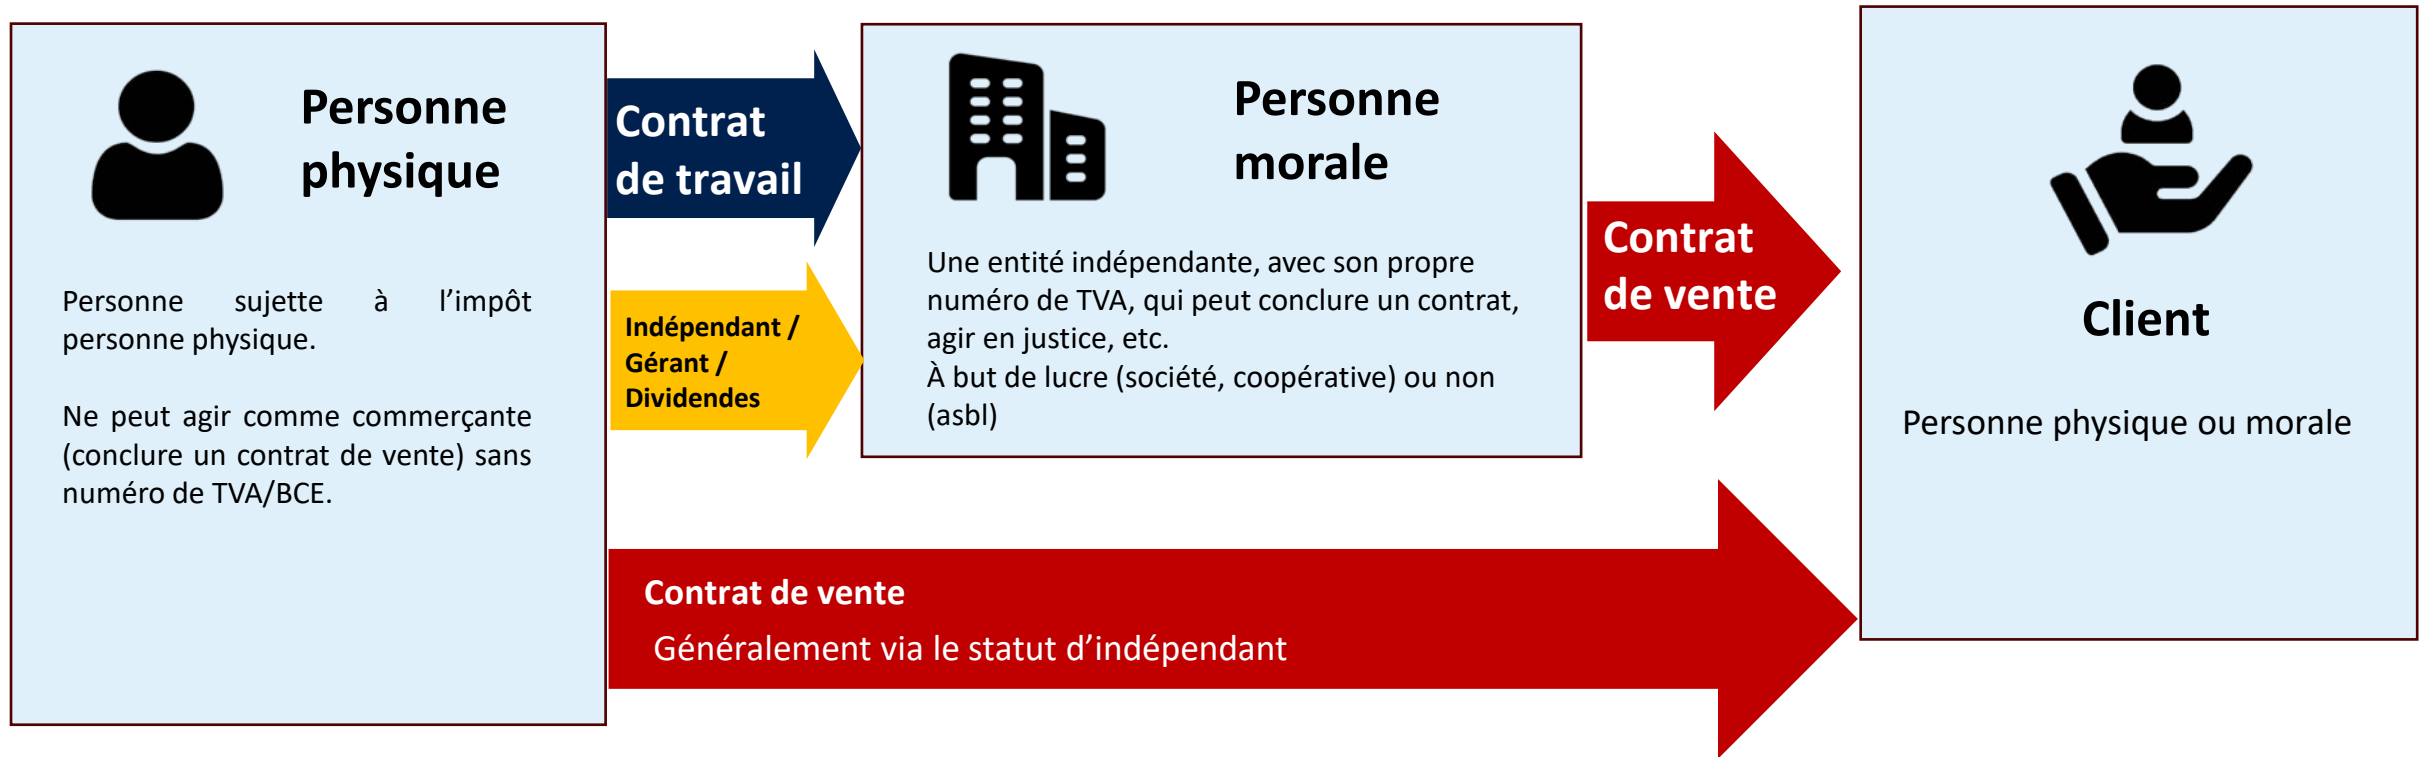 Personne
physique
Personne sujette à l’impôt
personne physique.
Ne peut agir comme commerçante
(conclure un contrat de vente) sans
numéro de TVA/BCE.
Contrat
de travail
Indépendant /
Gérant /
Dividendes
Personne
morale
Une entité indépendante, avec son propre
numéro de TVA, qui peut conclure un contrat,
agir en justice, etc.
À but de lucre (société, coopérative) ou non
(asbl)
Contrat
de vente
Client
Personne physique ou morale
Contrat de vente
Généralement via le statut d’indépendant